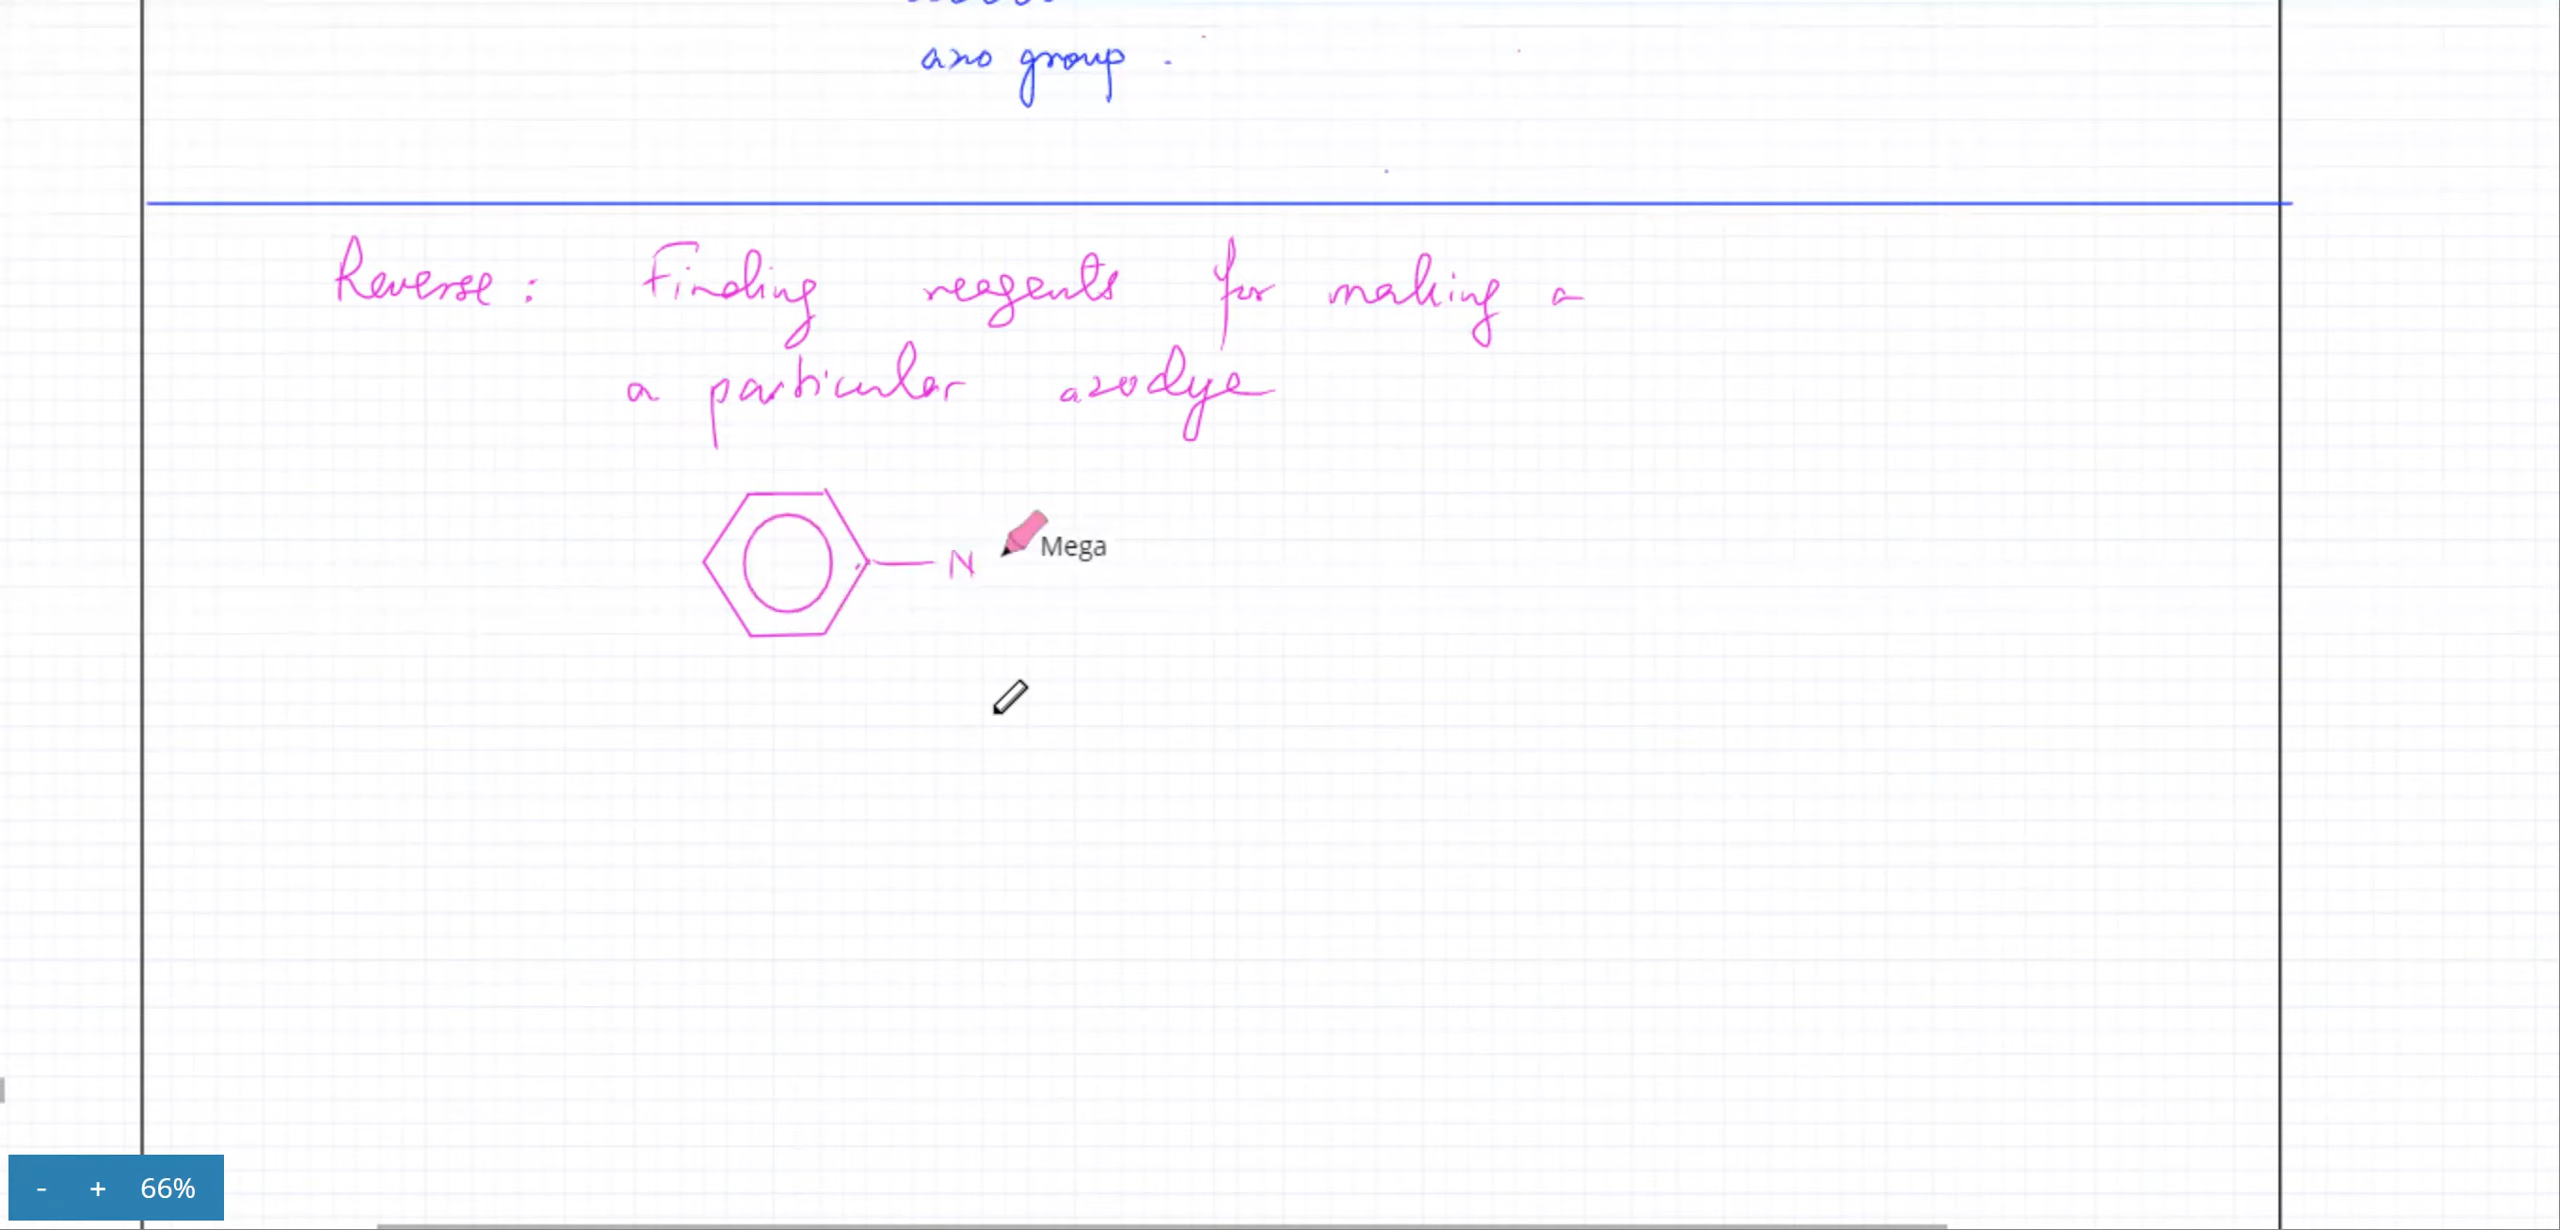 azo group .
Reverse : Finding reagents for making a
a particular azodye
N
Mega
- + 66%